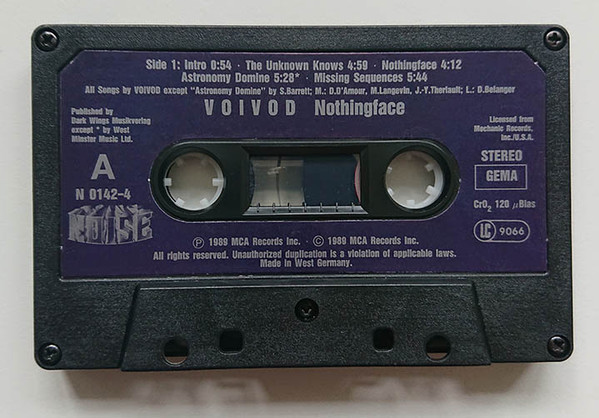 Side 1: Intro 0:54 · The Unknown Knows 4:59 · Nothingface 4:12
Astronomy Domine 5:28* · Missing Sequences 5:44
All Songs by VOIVOD except "Astronomy Domine" by S.Barrett; M.: D.D'Amour, M.Langevin, J.-Y.Theriault; L.: D.Belanger
VOIVOD Nothingface
Published by
Dark Wings Musikverlag
except * by West
Minster Music Ltd.
A
N 0142-4
NOISE
Licensed from
Mechanic Records,
Inc./U.S.A.
STEREO
GEMA
CrO2 120 µBias
LC 9066
℗ 1989 MCA Records Inc. · © 1989 MCA Records Inc.
All rights reserved. Unauthorized duplication is a violation of applicable laws.
Made in West Germany.